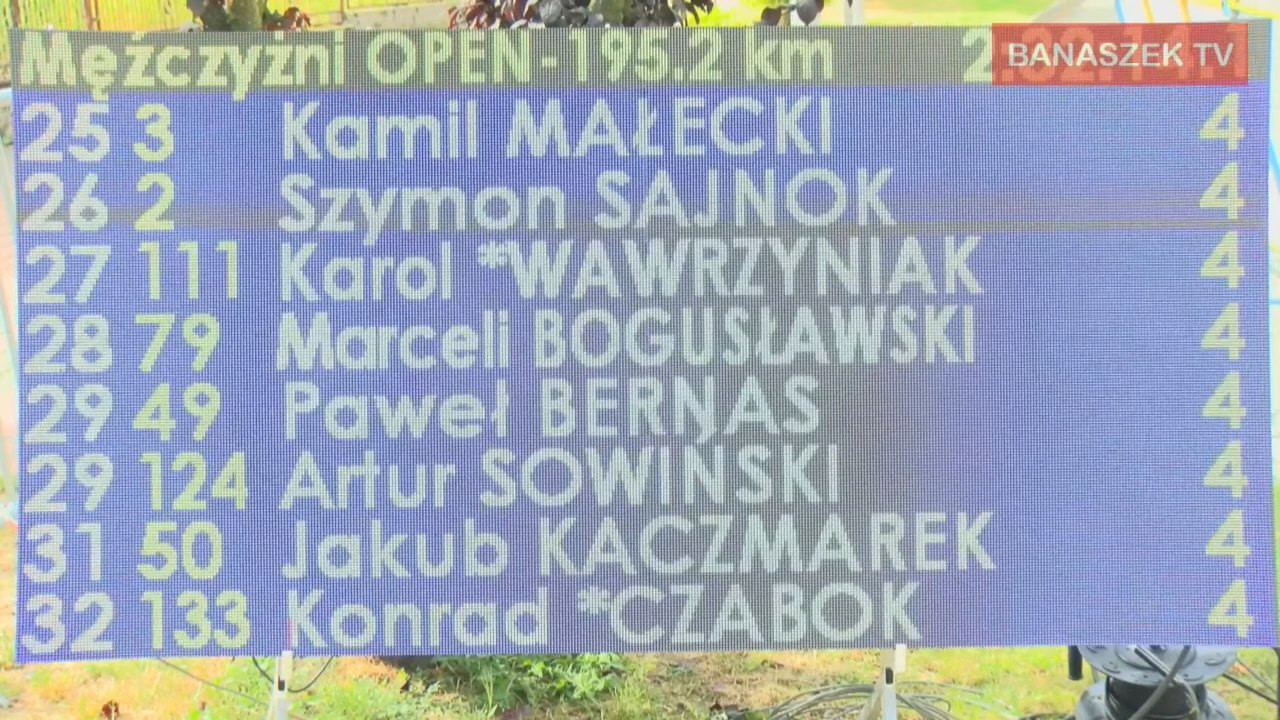 Mężczyżni OPEN - 195.2 km
BANASZEK TV
25 3 Kamil MAŁECKI 4
26 2 Szymon SAJNOK 4
27 111 Karol *WAWRZYNIAK 4
28 79 Marceli BOGUSŁAWSKI 4
29 49 Paweł BERNAS 4
29 124 Artur SOWIŃSKI 4
31 50 Jakub KACZMAREK 4
32 133 Konrad *CZABOK 4